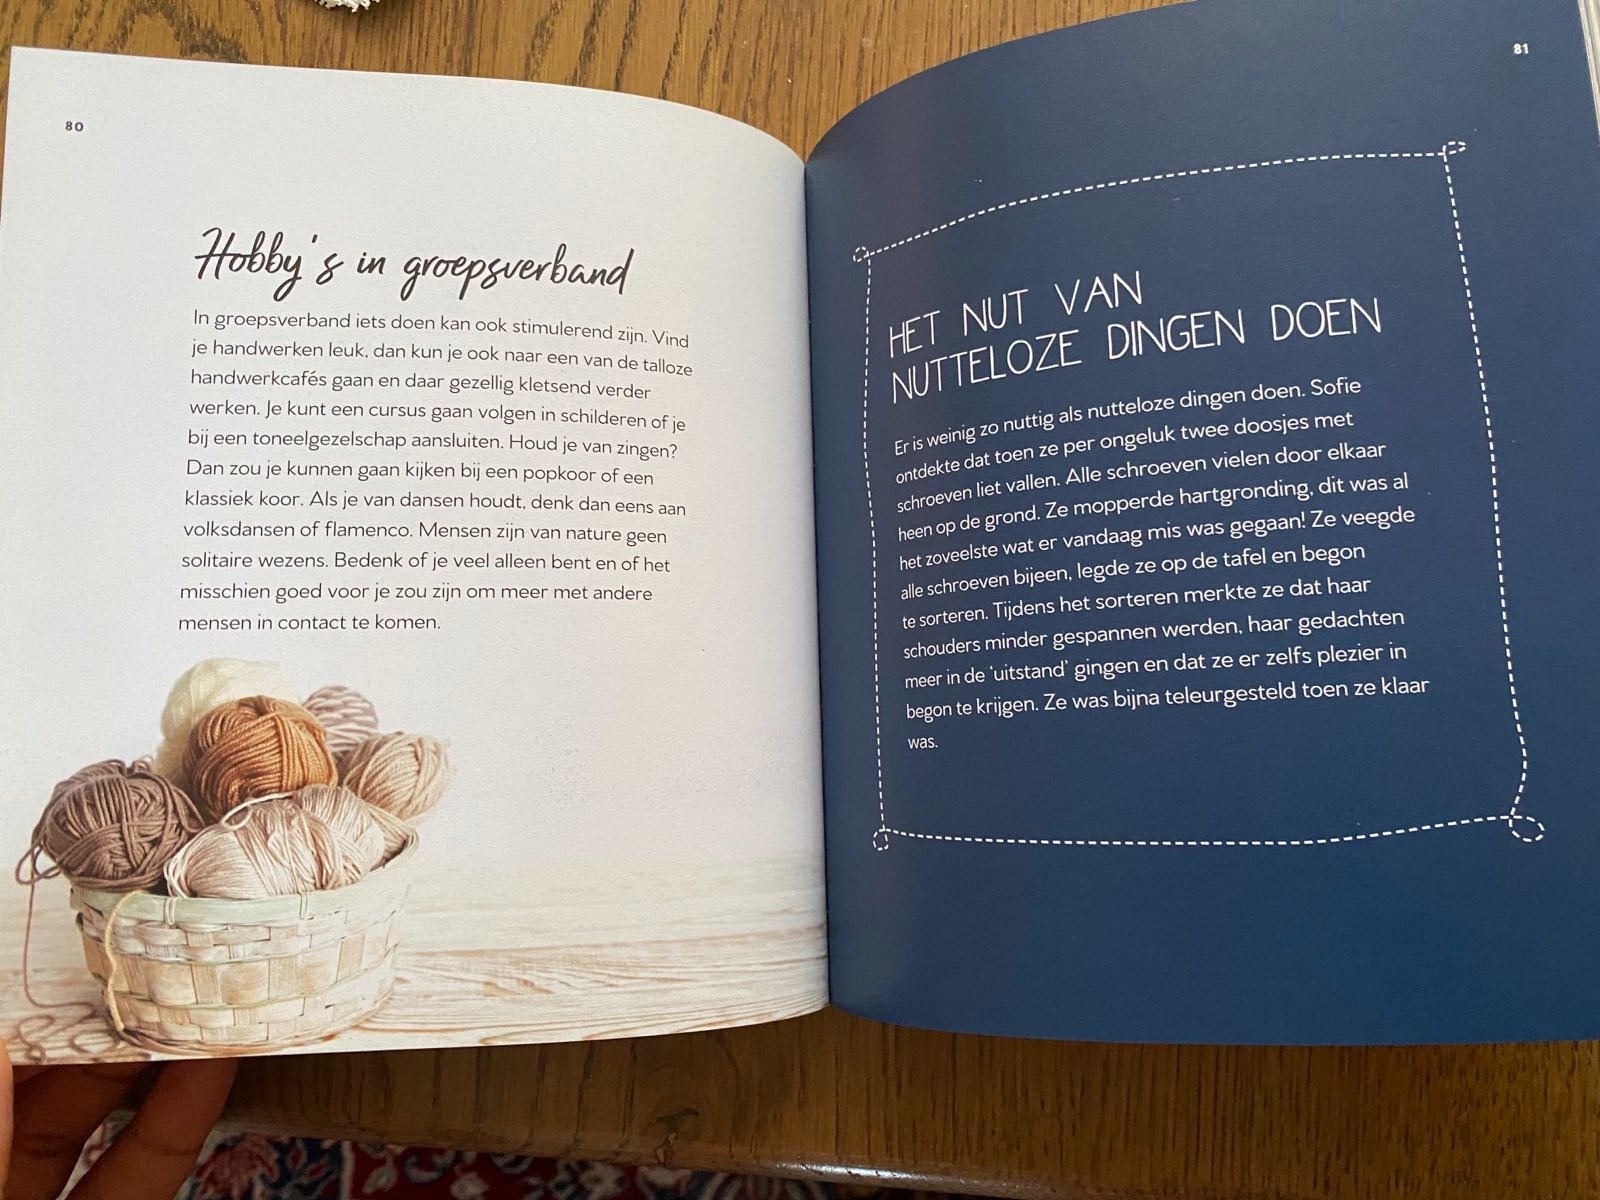 80
Hobby's in groepsverband
In groepsverband iets doen kan ook stimulerend zijn. Vind
je handwerken leuk, dan kun je ook naar een van de talloze
handwerkcafés gaan en daar gezellig kletsend verder
werken. Je kunt een cursus gaan volgen in schilderen of je
bij een toneelgezelschap aansluiten. Houd je van zingen?
Dan zou je kunnen gaan kijken bij een popkoor of een
klassiek koor. Als je van dansen houdt, denk dan eens aan
volksdansen of flamenco. Mensen zijn van nature geen
solitaire wezens. Bedenk of je veel alleen bent en of het
misschien goed voor je zou zijn om meer met andere
mensen in contact te komen.
81
HET NUT VAN
NUTTELOZE DINGEN DOEN
Er is weinig zo nuttig als nutteloze dingen doen. Sofie
ontdekte dat toen ze per ongeluk twee doosjes met
schroeven liet vallen. Alle schroeven vielen door elkaar
heen op de grond. Ze mopperde hartgronding, dit was al
het zoveelste wat er vandaag mis was gegaan! Ze veegde
alle schroeven bijeen, legde ze op de tafel en begon
te sorteren. Tijdens het sorteren merkte ze dat haar
schouders minder gespannen werden, haar gedachten
meer in de 'uitstand' gingen en dat ze er zelfs plezier in
begon te krijgen. Ze was bijna teleurgesteld toen ze klaar
was.